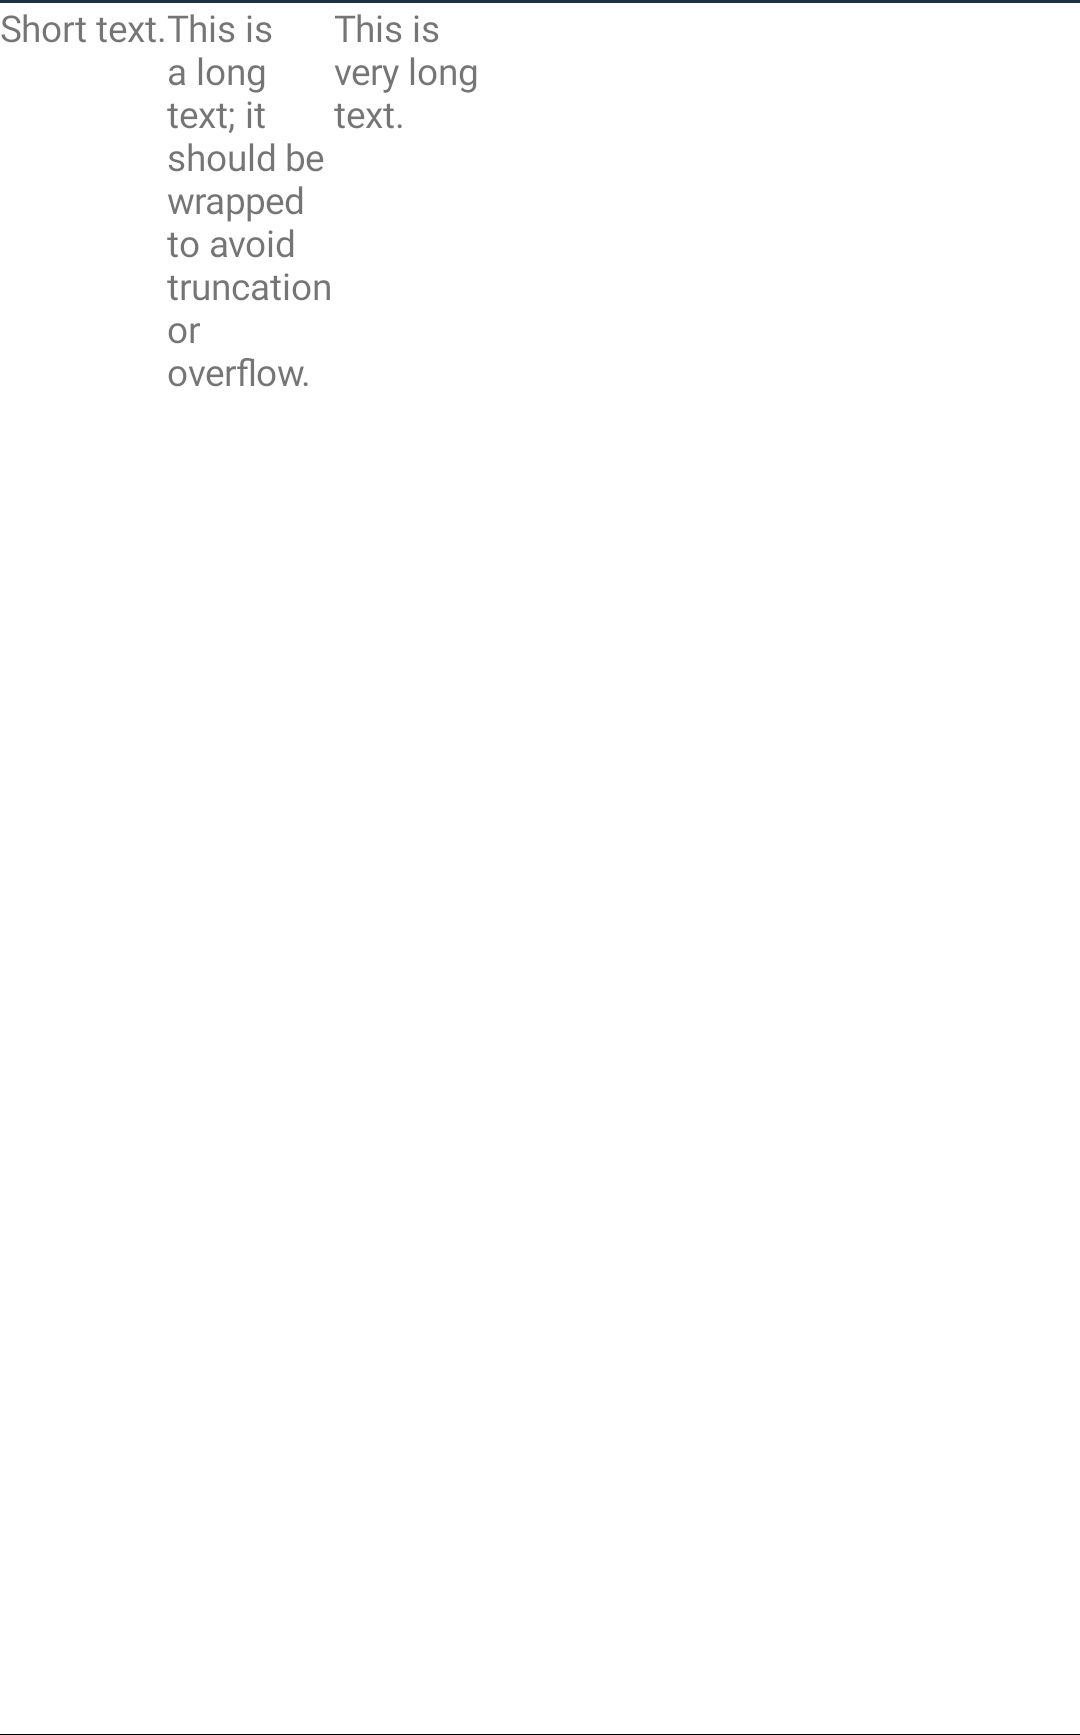 Short text.
This is
a long
text; it
should be
wrapped
to avoid
truncation
or
overflow.
This is
very long
text.